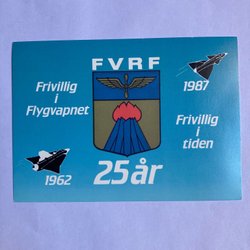 FVRF
Frivillig
i
Flygvapnet
1987
Frivillig
i
tiden
1962
25 år